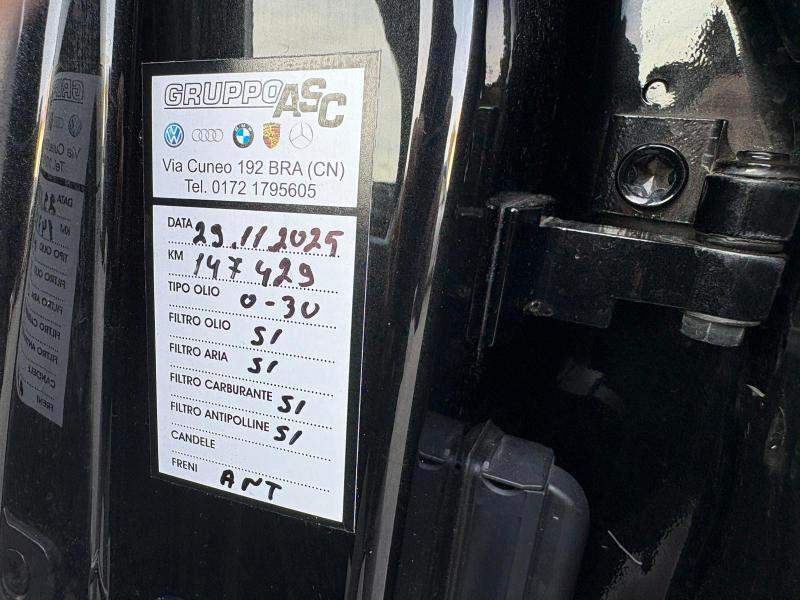 GRUPPO ASC
Via Cuneo 192 BRA (CN)
Tel. 0172 1795605
DATA 29.11.2025
KM 147429
TIPO OLIO 0-30
FILTRO OLIO SI
FILTRO ARIA SI
FILTRO CARBURANTE SI
FILTRO ANTIPOLLINE SI
CANDELE
FRENI ANT